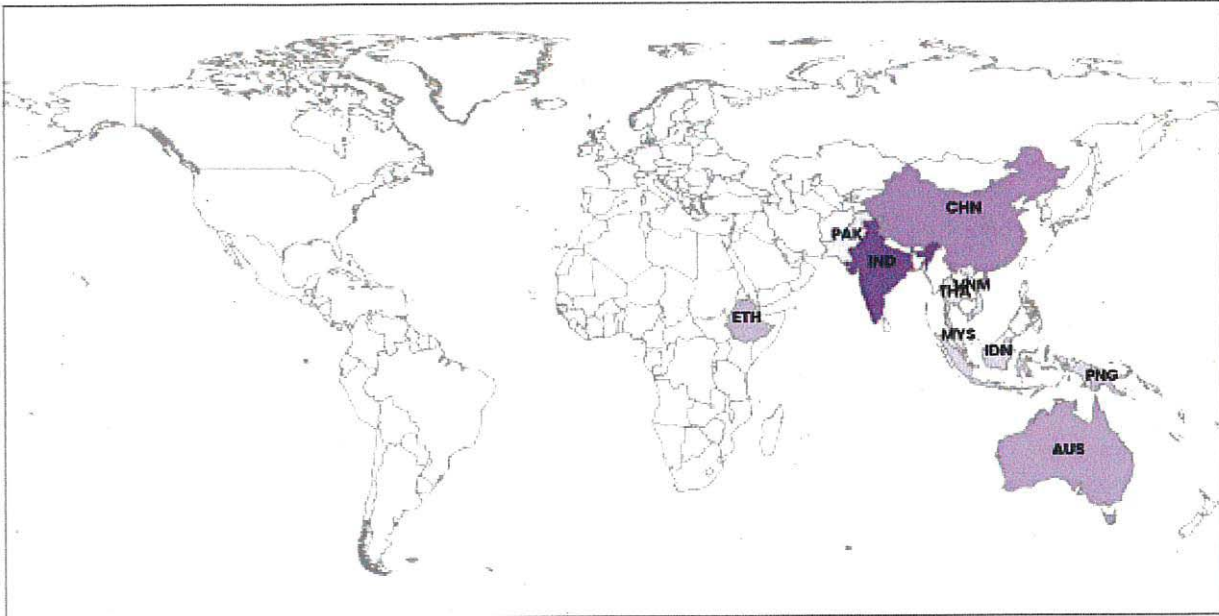 CHN
PAK
IND
VNM
THA
ETH
MYS
IDN
PNG
AUS